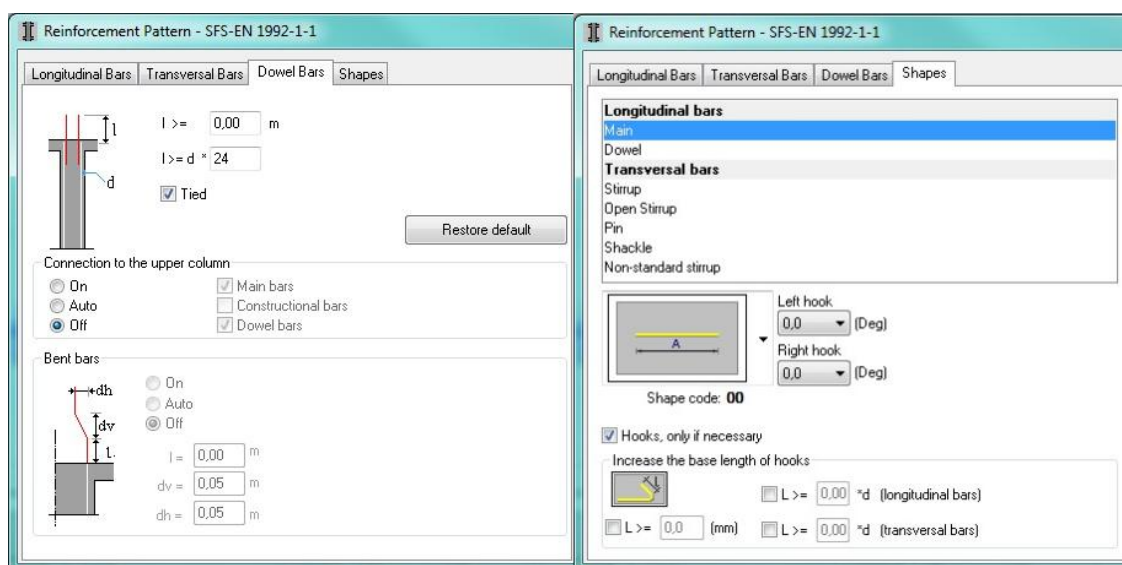 Reinforcement Pattern - SFS-EN 1992-1-1
Longitudinal Bars Transversal Bars Dowel Bars Shapes
l
d
l >= 0,00 m
l >= d * 24
Tied
Restore default
Connection to the upper column
On
Auto
Off
Main bars
Constructional bars
Dowel bars
Bent bars
dh
dv
l.
On
Auto
Off
l = 0,00 m
dv = 0,05 m
dh = 0,05 m
Reinforcement Pattern - SFS-EN 1992-1-1
Longitudinal Bars Transversal Bars Dowel Bars Shapes
Longitudinal bars
Main
Dowel
Transversal bars
Stirrup
Open Stirrup
Pin
Shackle
Non-standard stirrup
A
Left hook
0,0 (Deg)
Right hook
0,0 (Deg)
Shape code: 00
Hooks, only if necessary
Increase the base length of hooks
L
L >= 0,00 *d (longitudinal bars)
L >= 0,0 (mm) L >= 0,00 *d (transversal bars)